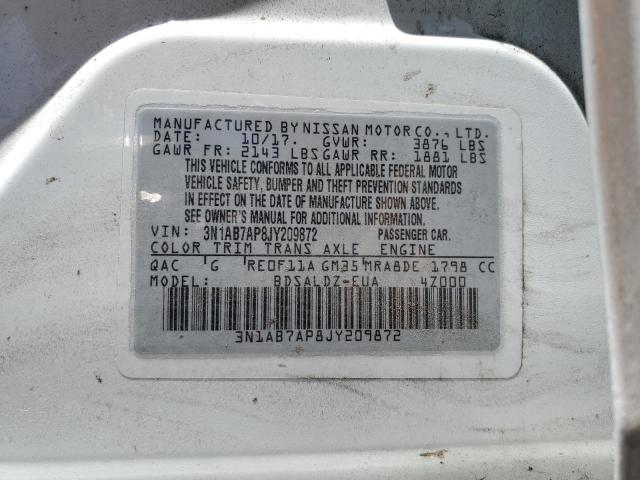 MANUFACTURED BY NISSAN MOTOR CO., LTD.
DATE: 10/17. GVWR: 3876 LBS
GAWR FR: 2143 LBS GAWR RR: 1881 LBS
THIS VEHICLE CONFORMS TO ALL APPLICABLE FEDERAL MOTOR
VEHICLE SAFETY, BUMPER AND THEFT PREVENTION STANDARDS
IN EFFECT ON THE DATE OF MANUFACTURE SHOWN ABOVE.
SEE OWNER'S MANUAL FOR ADDITIONAL INFORMATION.
VIN: 3N1AB7AP8JY209872 PASSENGER CAR.
COLOR TRIM TRANS AXLE ENGINE
QAC G RE0F11A GM35 MRA8DE 1798 CC
MODEL: BDSALDZ-EUA 4Z000
3N1AB7AP8JY209872